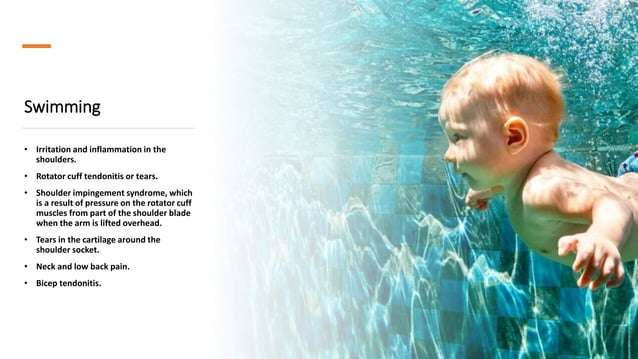 Swimming
• Irritation and inflammation in the
shoulders.
• Rotator cuff tendonitis or tears.
• Shoulder impingement syndrome, which
is a result of pressure on the rotator cuff
muscles from part of the shoulder blade
when the arm is lifted overhead.
• Tears in the cartilage around the
shoulder socket.
• Neck and low back pain.
• Bicep tendonitis.